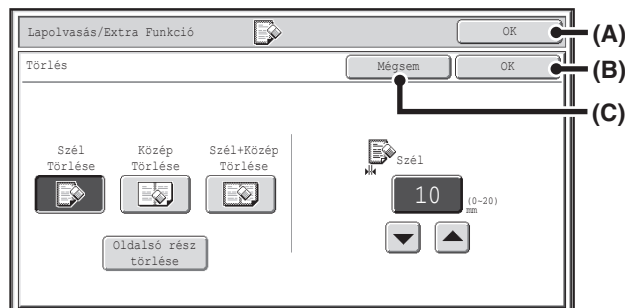 Lapolvasás/Extra Funkció
OK
(A)
Törlés
Mégsem
OK
(B)
(C)
Szél
Törlése
Közép
Törlése
Szél+Közép
Törlése
Szél
10
(0~20)
mm
Oldalsó rész
törlése